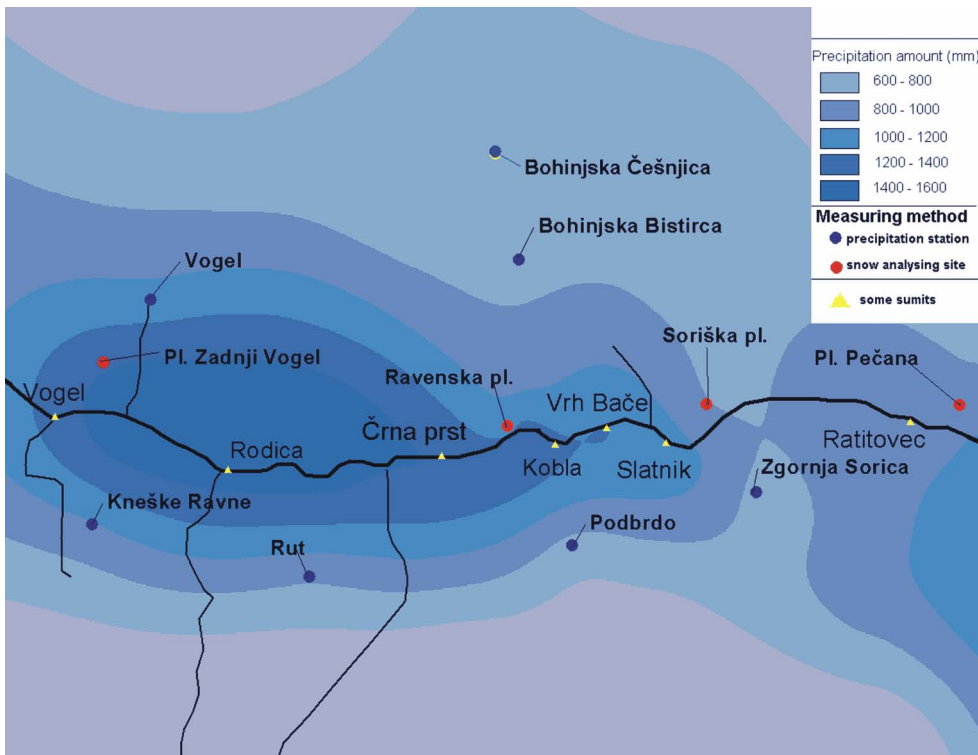 Precipitation amount (mm)
600 - 800
800 - 1000
1000 - 1200
1200 - 1400
1400 - 1600
Measuring method
precipitation station
snow analysing site
some sumits
Bohinjska Češnjica
Bohinjska Bistirca
Vogel
Pl. Zadnji Vogel
Soriška pl.
Pl. Pečana
Ravenska pl.
Vogel
Vrh Bače
Črna prst
Rodica
Kobla
Slatnik
Ratitovec
Zgornja Sorica
Kneške Ravne
Podbrdo
Rut